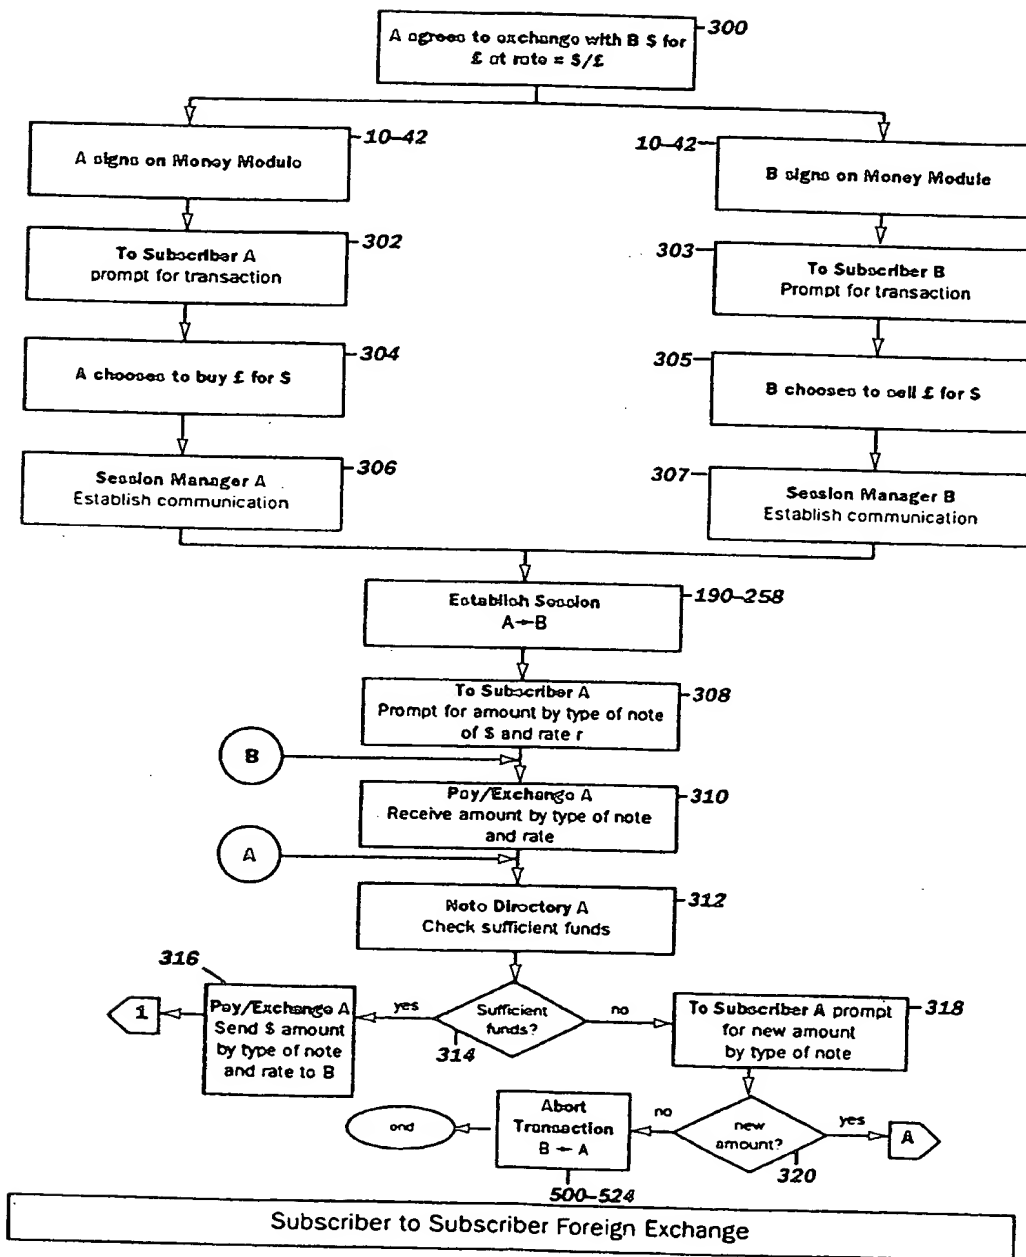 A agrees to exchange with B $ for
£ at rate = $/£
300
A signs on Money Module
10–42
10–42
B signs on Money Module
To Subscriber A
prompt for transaction
302
303
To Subscriber B
Prompt for transaction
A chooses to buy £ for $
304
305
B chooses to sell £ for $
Session Manager A
Establish communication
306
307
Session Manager B
Establish communication
Establish Session
A→B
190–258
To Subscriber A
Prompt for amount by type of note
of $ and rate r
308
B
Pay/Exchange A
Receive amount by type of note
and rate
310
A
Note Directory A
Check sufficient funds
312
316
1
Pay/Exchange A
Send $ amount
by type of note
and rate to B
yes
Sufficient
funds?
314
no
To Subscriber A prompt
for new amount
by type of note
318
end
Abort
Transaction
B ← A
500–524
no
new
amount?
320
yes
A
Subscriber to Subscriber Foreign Exchange